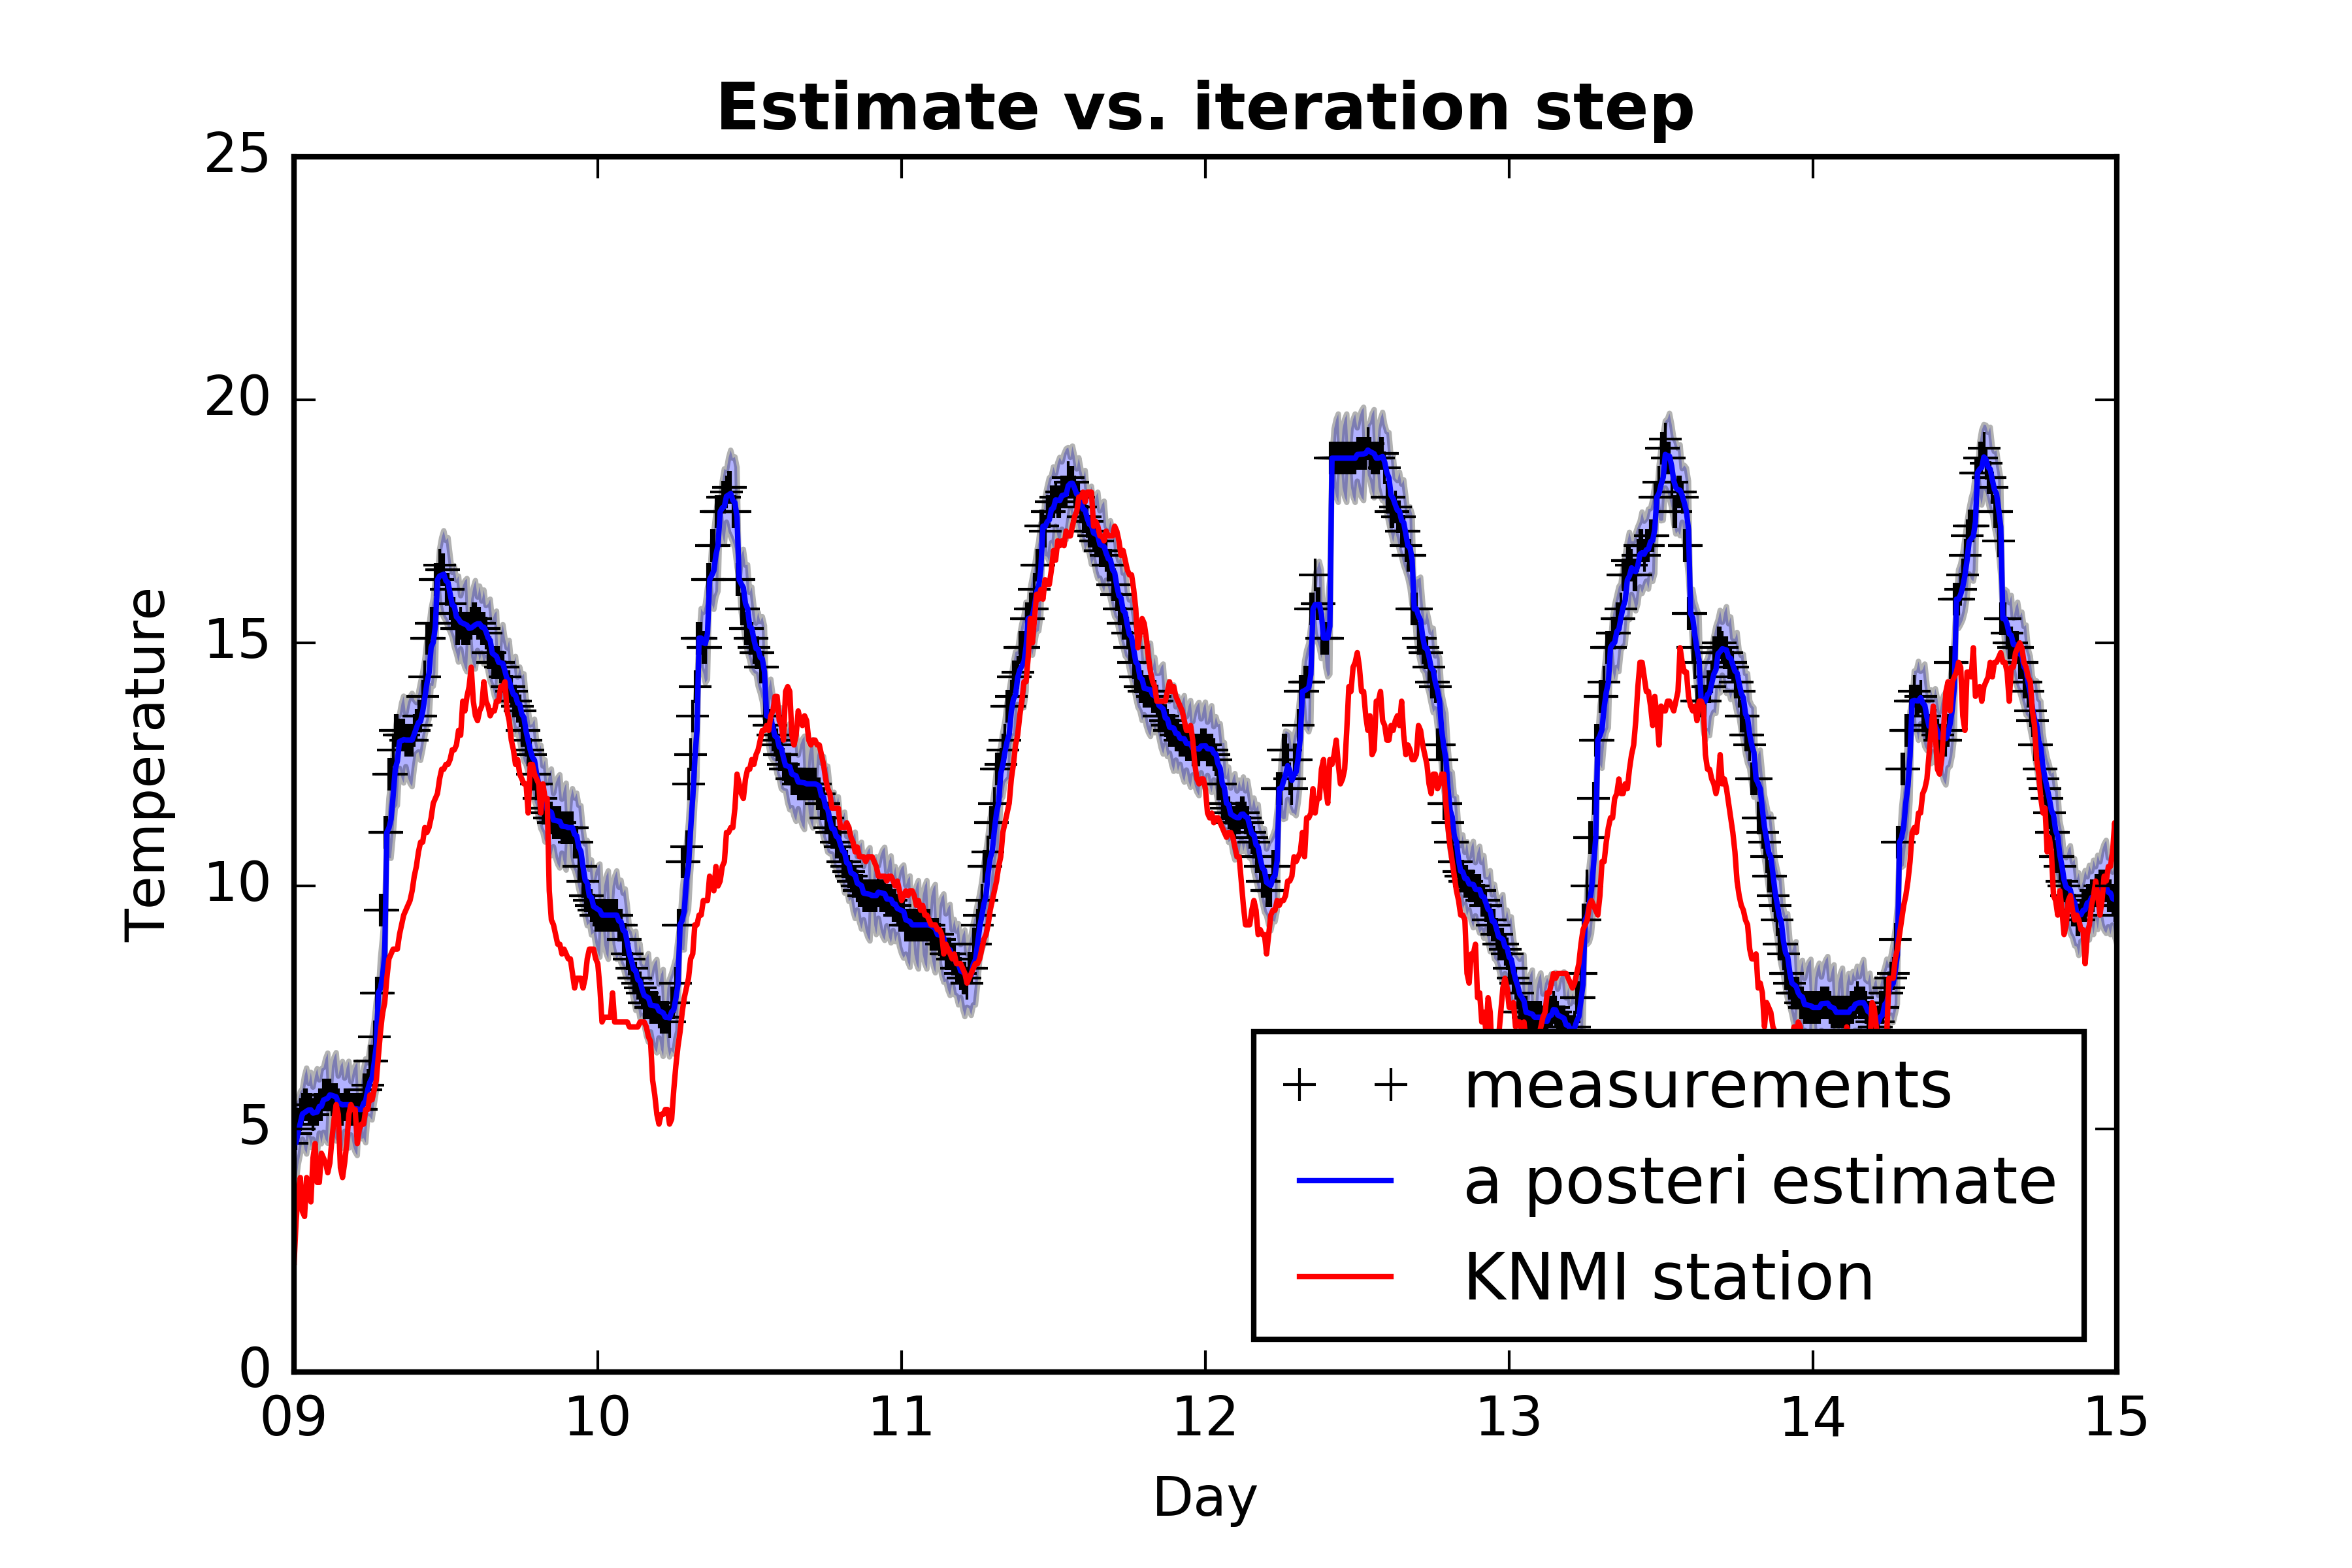 Estimate vs. iteration step
25
20
15
10
5
0
Temperature
measurements
a posteri estimate
KNMI station
09 10 11 12 13 14 15
Day